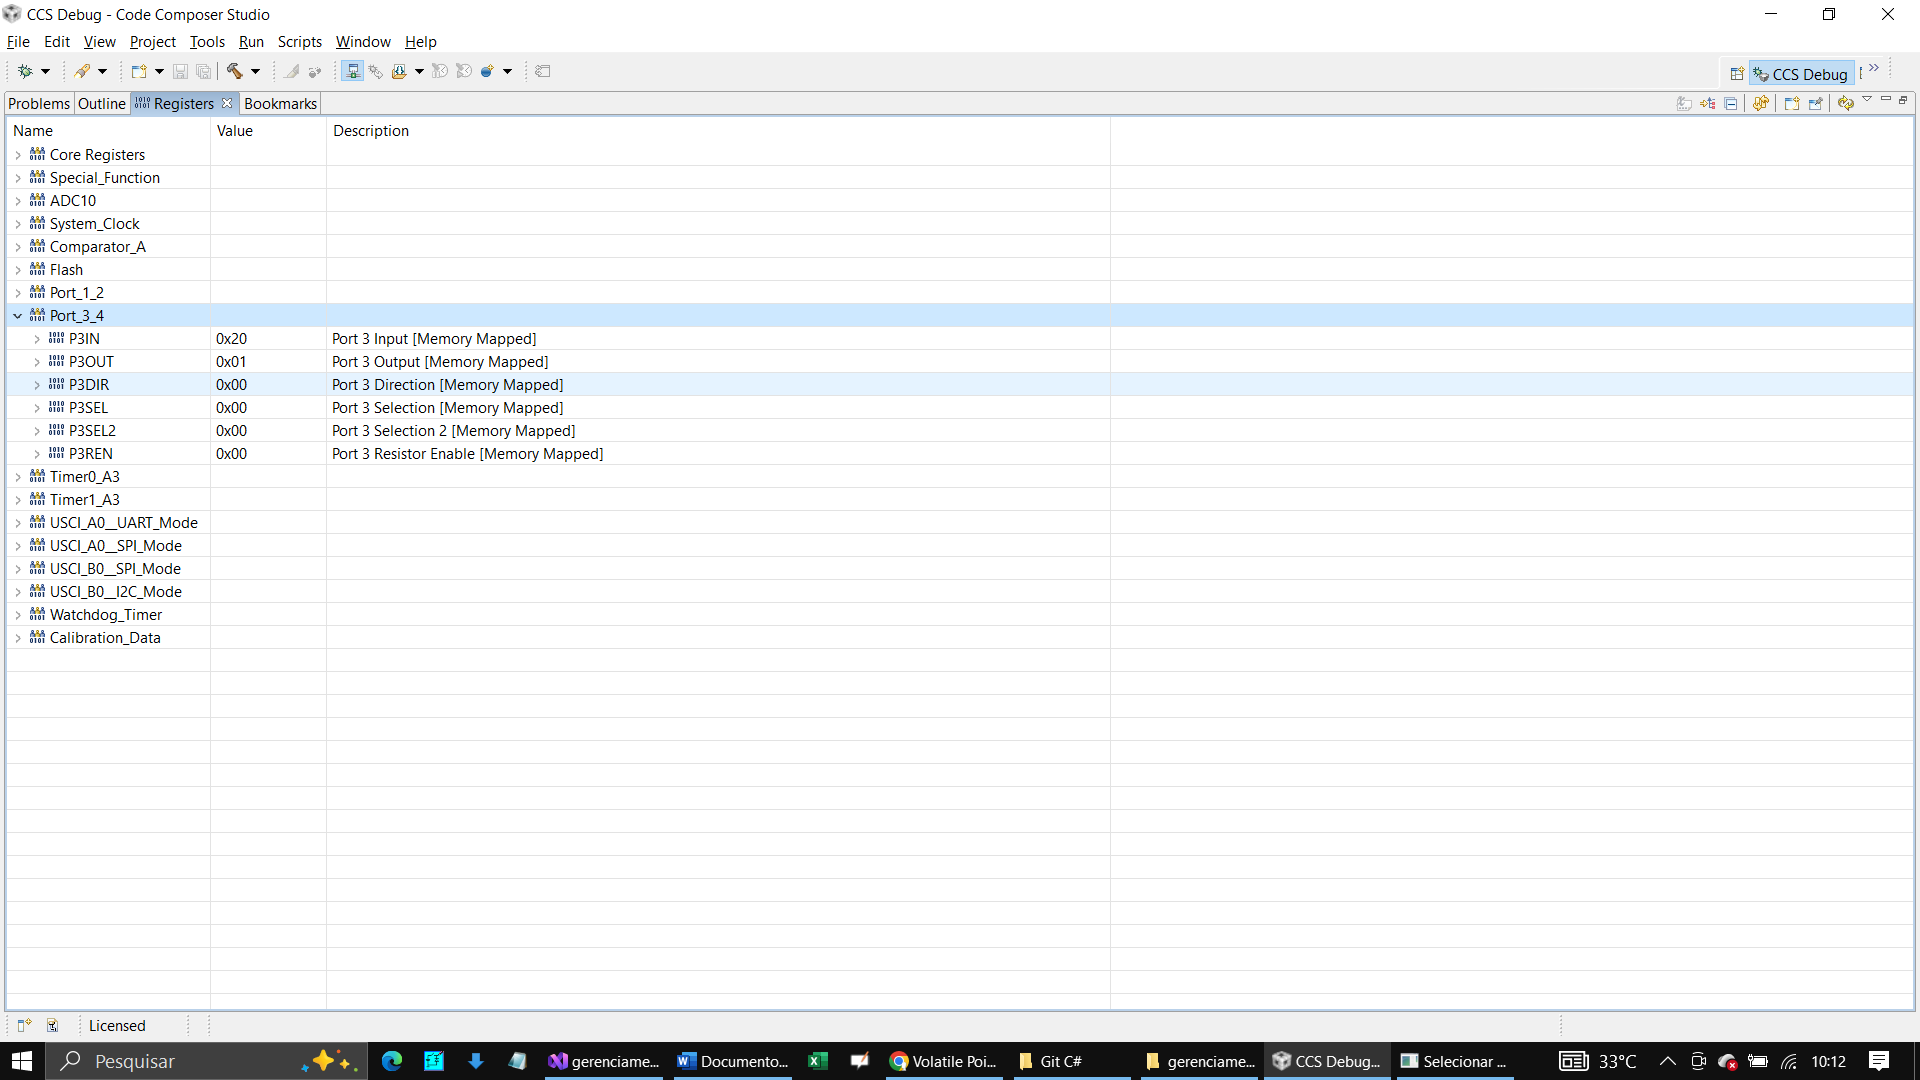 CCS Debug - Code Composer Studio
File Edit View Project Tools Run Scripts Window Help
CCS Debug
Problems Outline Registers Bookmarks
Name Value Description
Core Registers
Special_Function
ADC10
System_Clock
Comparator_A
Flash
Port_1_2
Port_3_4
P3IN 0x20 Port 3 Input [Memory Mapped]
P3OUT 0x01 Port 3 Output [Memory Mapped]
P3DIR 0x00 Port 3 Direction [Memory Mapped]
P3SEL 0x00 Port 3 Selection [Memory Mapped]
P3SEL2 0x00 Port 3 Selection 2 [Memory Mapped]
P3REN 0x00 Port 3 Resistor Enable [Memory Mapped]
Timer0_A3
Timer1_A3
USCI_A0__UART_Mode
USCI_A0__SPI_Mode
USCI_B0__SPI_Mode
USCI_B0__I2C_Mode
Watchdog_Timer
Calibration_Data
Licensed
Pesquisar gerenciame... Documento... Volatile Poi... Git C# gerenciame... CCS Debug... Selecionar ... 33°C 10:12